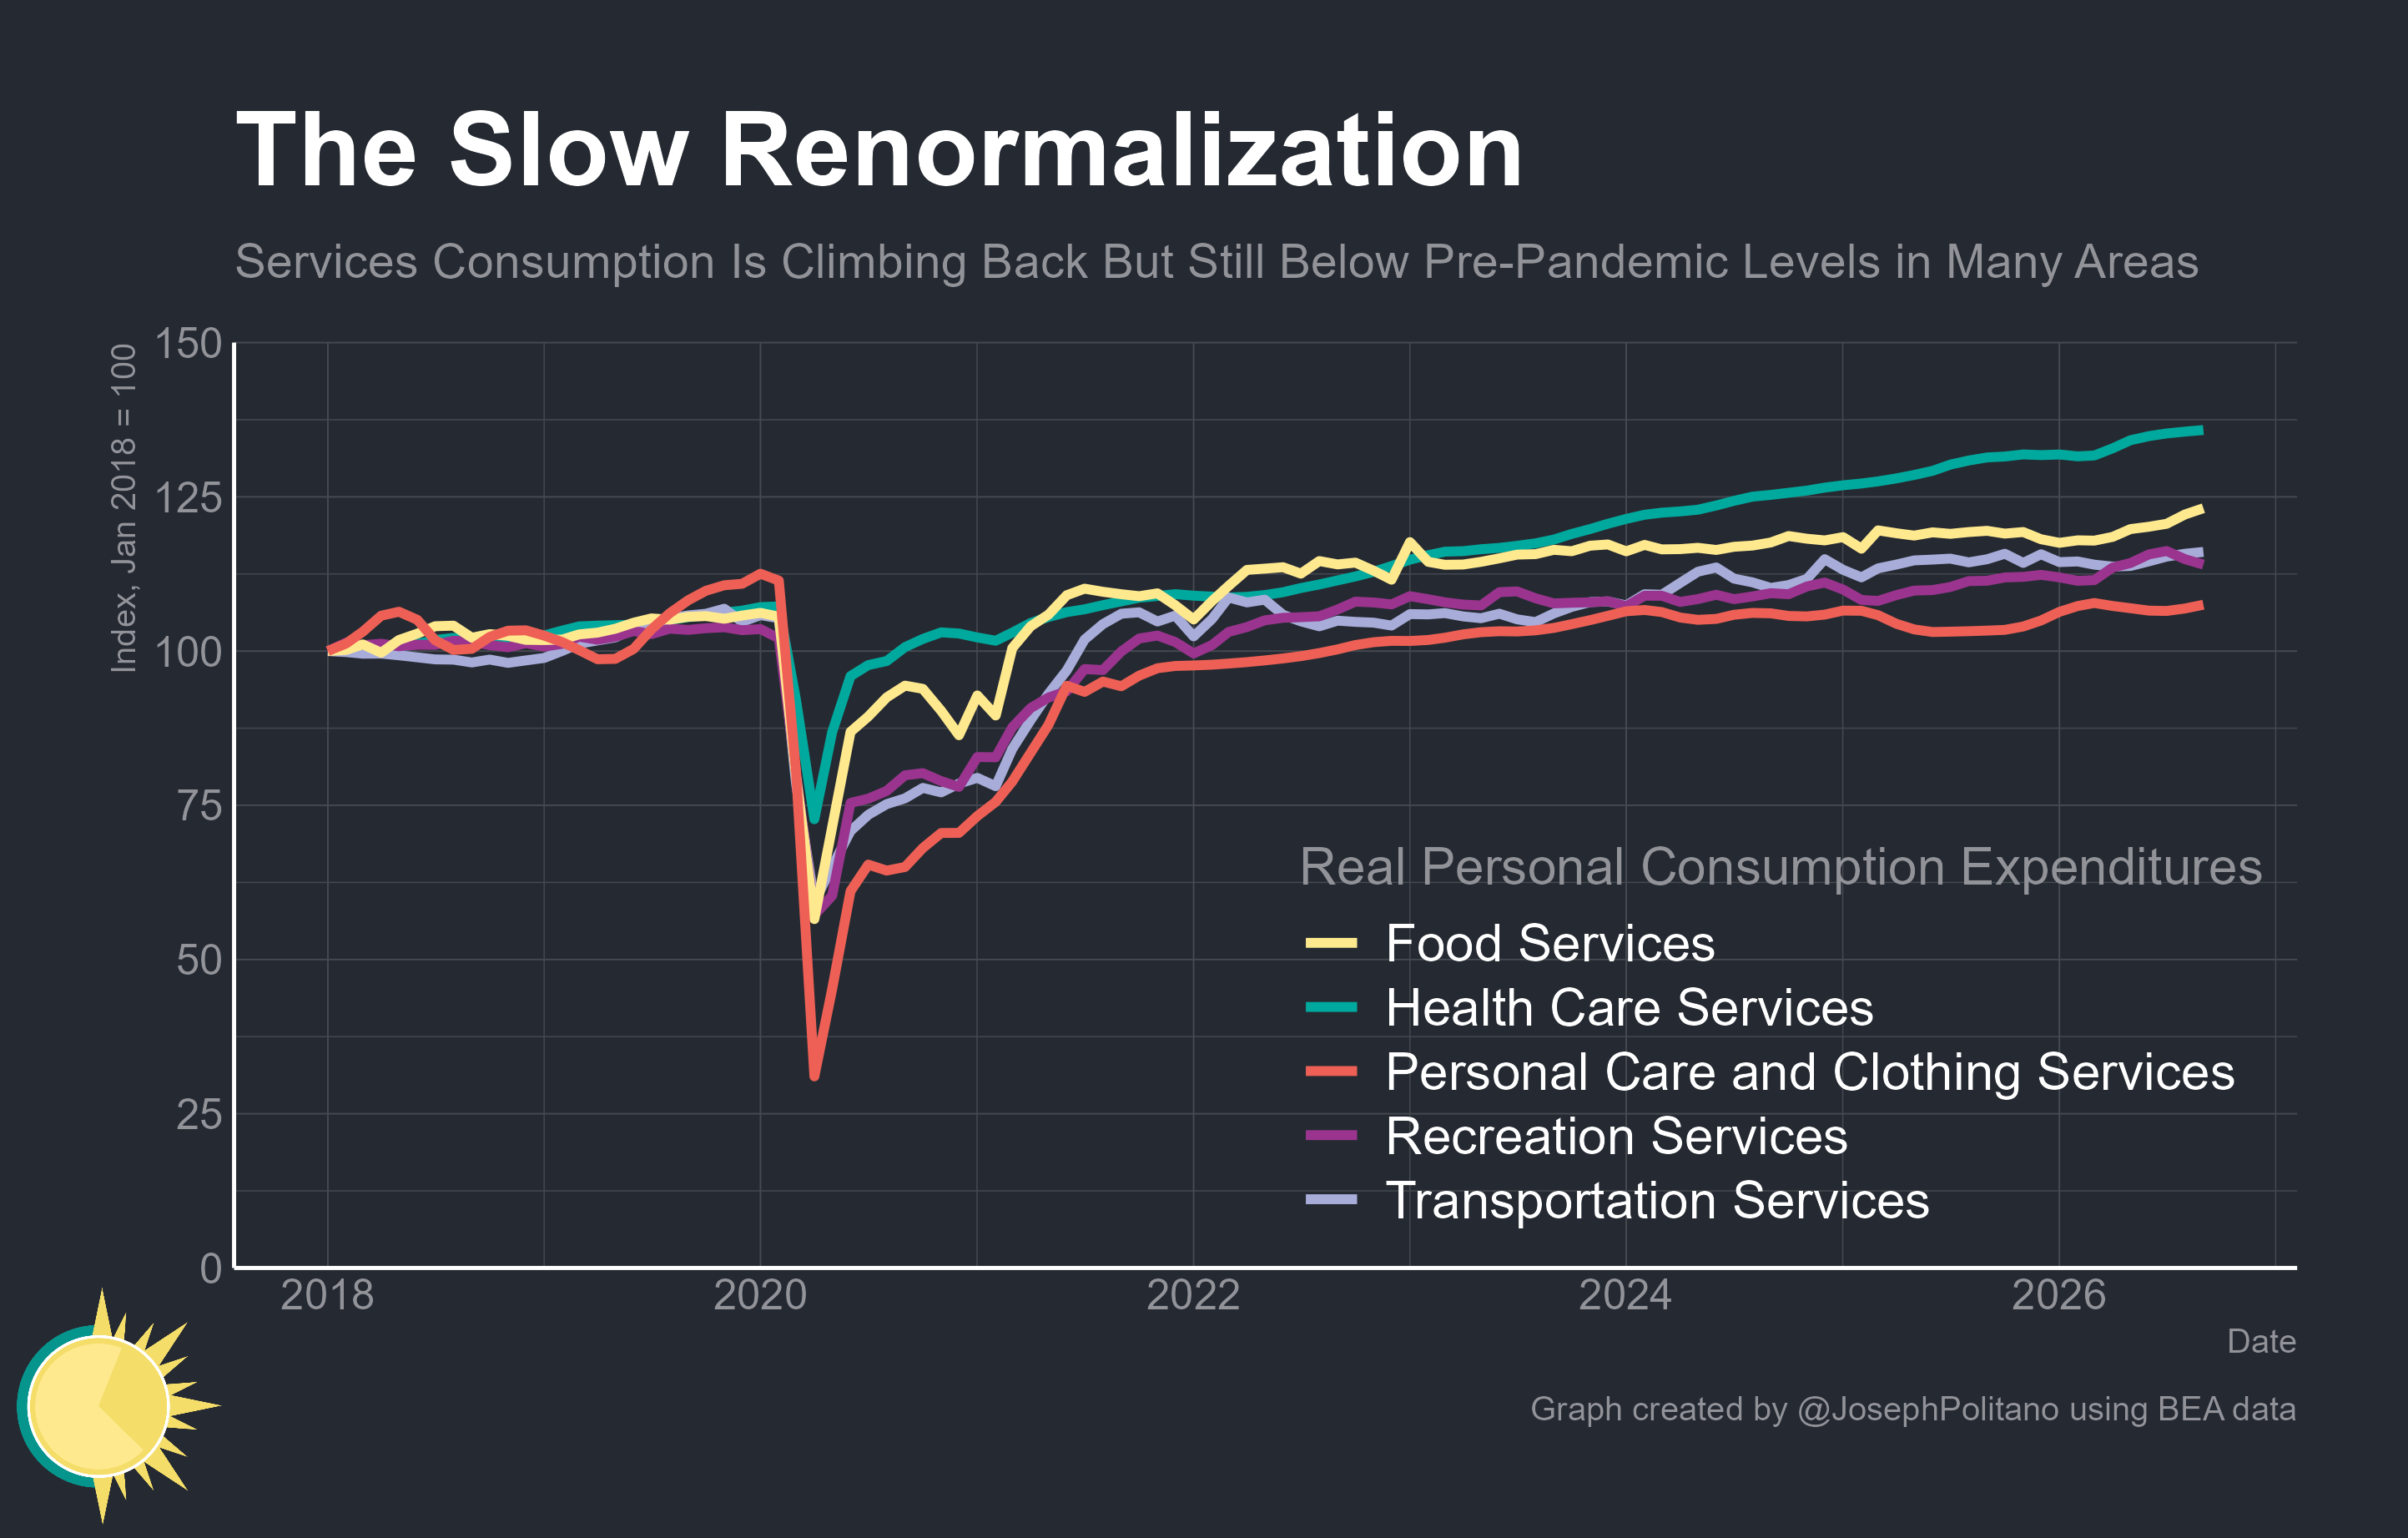 The Slow Renormalization
Services Consumption Is Climbing Back But Still Below Pre-Pandemic Levels in Many Areas
Index, Jan 2018 = 100
150
125
100
75
50
25
0
Real Personal Consumption Expenditures
Food Services
Health Care Services
Personal Care and Clothing Services
Recreation Services
Transportation Services
2018 2020 2022 2024 2026
Date
Graph created by @JosephPolitano using BEA data